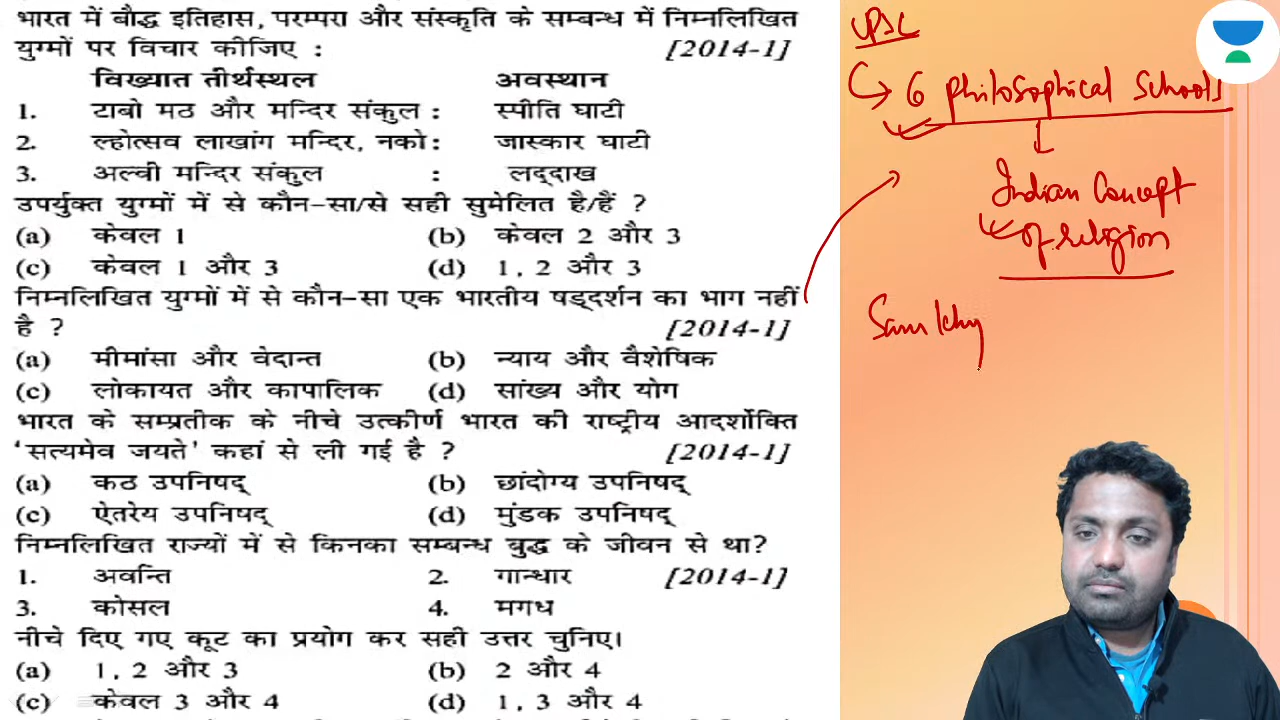 भारत में बौद्ध इतिहास, परम्परा और संस्कृति के सम्बन्ध में निम्नलिखित
युग्मों पर विचार कीजिए : [2014-1]
विख्यात तीर्थस्थल अवस्थान
1. टाबो मठ और मन्दिर संकुल : स्पीति घाटी
2. ल्होत्सव लाखांग मन्दिर, नको: जास्कार घाटी
3. अल्ची मन्दिर संकुल : लद्दाख
उपर्युक्त युग्मों में से कौन-सा/से सही सुमेलित है/हैं ?
(a) केवल 1 (b) केवल 2 और 3
(c) केवल 1 और 3 (d) 1, 2 और 3
निम्नलिखित युग्मों में से कौन-सा एक भारतीय षड्दर्शन का भाग नहीं
है ? [2014-1]
(a) मीमांसा और वेदान्त (b) न्याय और वैशेषिक
(c) लोकायत और कापालिक (d) सांख्य और योग
भारत के सम्प्रतीक के नीचे उत्कीर्ण भारत की राष्ट्रीय आदर्शोक्ति
'सत्यमेव जयते' कहां से ली गई है ? [2014-1]
(a) कठ उपनिषद् (b) छांदोग्य उपनिषद्
(c) ऐतरेय उपनिषद् (d) मुंडक उपनिषद्
निम्नलिखित राज्यों में से किनका सम्बन्ध बुद्ध के जीवन से था?
1. अवन्ति 2. गान्धार [2014-1]
3. कोसल 4. मगध
नीचे दिए गए कूट का प्रयोग कर सही उत्तर चुनिए।
(a) 1, 2 और 3 (b) 2 और 4
(c) केवल 3 और 4 (d) 1, 3 और 4
UPSC
6 Philosophical Schools
Indian Concept
of religion
Samkhy